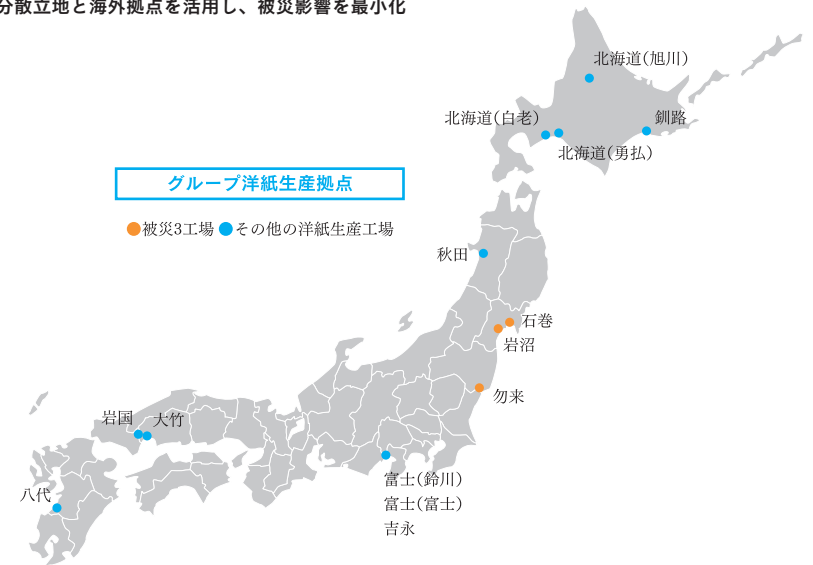 分散立地と海外拠点を活用し、被災影響を最小化
北海道(旭川)
北海道(白老)
釧路
北海道(勇払)
グループ洋紙生産拠点
●被災3工場 ●その他の洋紙生産工場
秋田
石巻
岩沼
勿来
岩国
大竹
富士(鈴川)
富士(富士)
吉永
八代